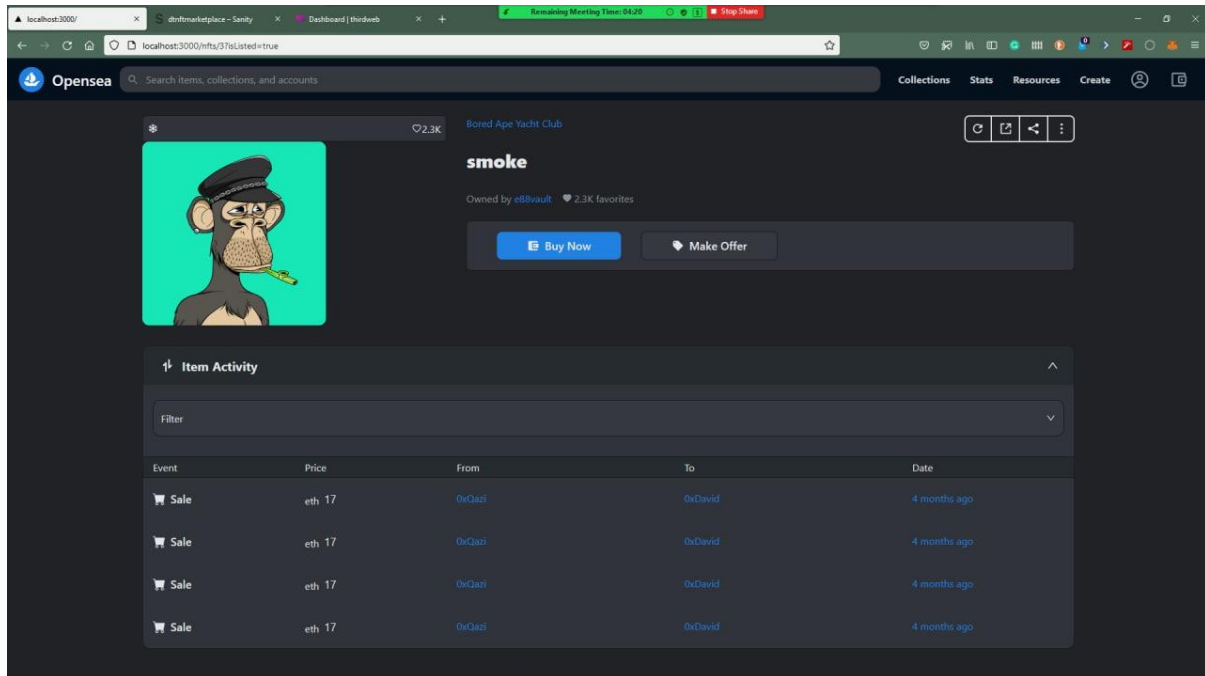 localhost:3000/
dtnftmarketplace – Sanity
Dashboard | thirdweb
Remaining Meeting Time: 04:20
Stop Share
localhost:3000/nfts/3?isListed=true
Opensea
Search items, collections, and accounts
Collections Stats Resources Create
2.3K
Bored Ape Yacht Club
smoke
Owned by e88vault 2.3K favorites
Buy Now Make Offer
Item Activity
Filter
Event Price From To Date
Sale eth 17 0xQazi 0xDavid 4 months ago
Sale eth 17 0xQazi 0xDavid 4 months ago
Sale eth 17 0xQazi 0xDavid 4 months ago
Sale eth 17 0xQazi 0xDavid 4 months ago